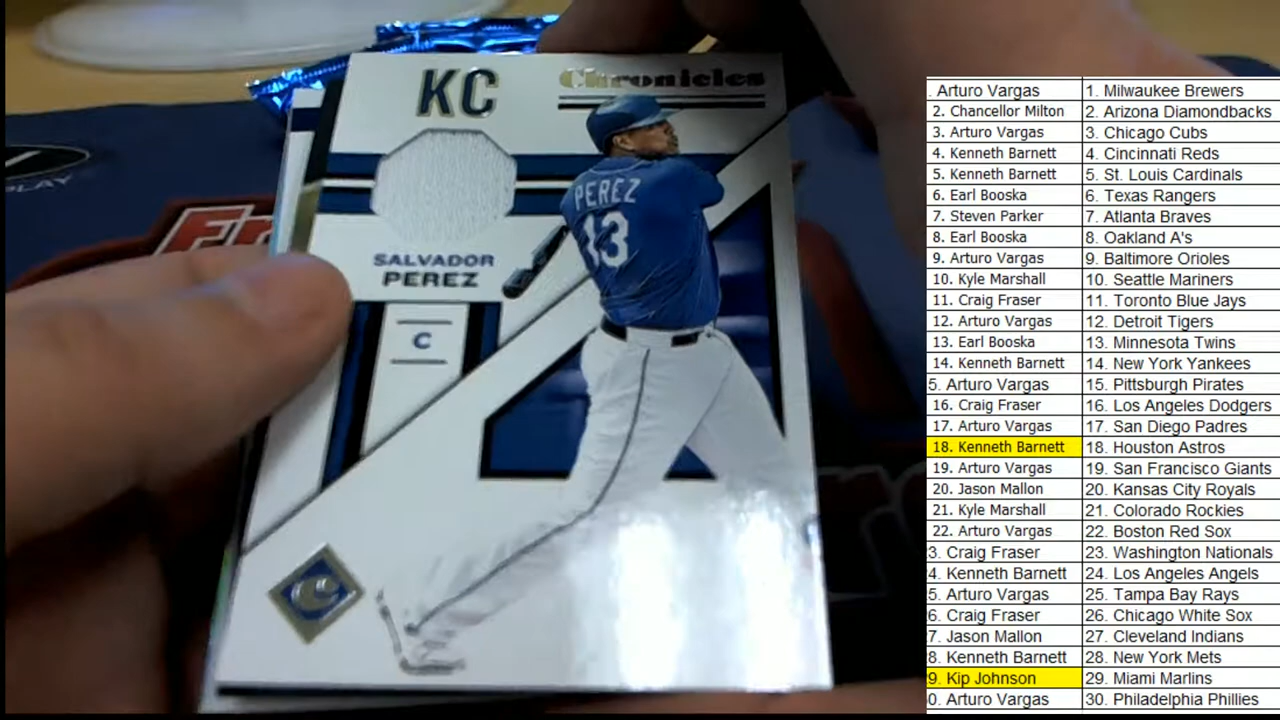 KC
Chronicles
PEREZ
13
SALVADOR
PEREZ
C
PLAY
Fr
. Arturo Vargas 1. Milwaukee Brewers
2. Chancellor Milton 2. Arizona Diamondbacks
3. Arturo Vargas 3. Chicago Cubs
4. Kenneth Barnett 4. Cincinnati Reds
5. Kenneth Barnett 5. St. Louis Cardinals
6. Earl Booska 6. Texas Rangers
7. Steven Parker 7. Atlanta Braves
8. Earl Booska 8. Oakland A's
9. Arturo Vargas 9. Baltimore Orioles
10. Kyle Marshall 10. Seattle Mariners
11. Craig Fraser 11. Toronto Blue Jays
12. Arturo Vargas 12. Detroit Tigers
13. Earl Booska 13. Minnesota Twins
14. Kenneth Barnett 14. New York Yankees
5. Arturo Vargas 15. Pittsburgh Pirates
16. Craig Fraser 16. Los Angeles Dodgers
17. Arturo Vargas 17. San Diego Padres
18. Kenneth Barnett 18. Houston Astros
19. Arturo Vargas 19. San Francisco Giants
20. Jason Mallon 20. Kansas City Royals
21. Kyle Marshall 21. Colorado Rockies
22. Arturo Vargas 22. Boston Red Sox
3. Craig Fraser 23. Washington Nationals
4. Kenneth Barnett 24. Los Angeles Angels
5. Arturo Vargas 25. Tampa Bay Rays
6. Craig Fraser 26. Chicago White Sox
7. Jason Mallon 27. Cleveland Indians
8. Kenneth Barnett 28. New York Mets
9. Kip Johnson 29. Miami Marlins
0. Arturo Vargas 30. Philadelphia Phillies